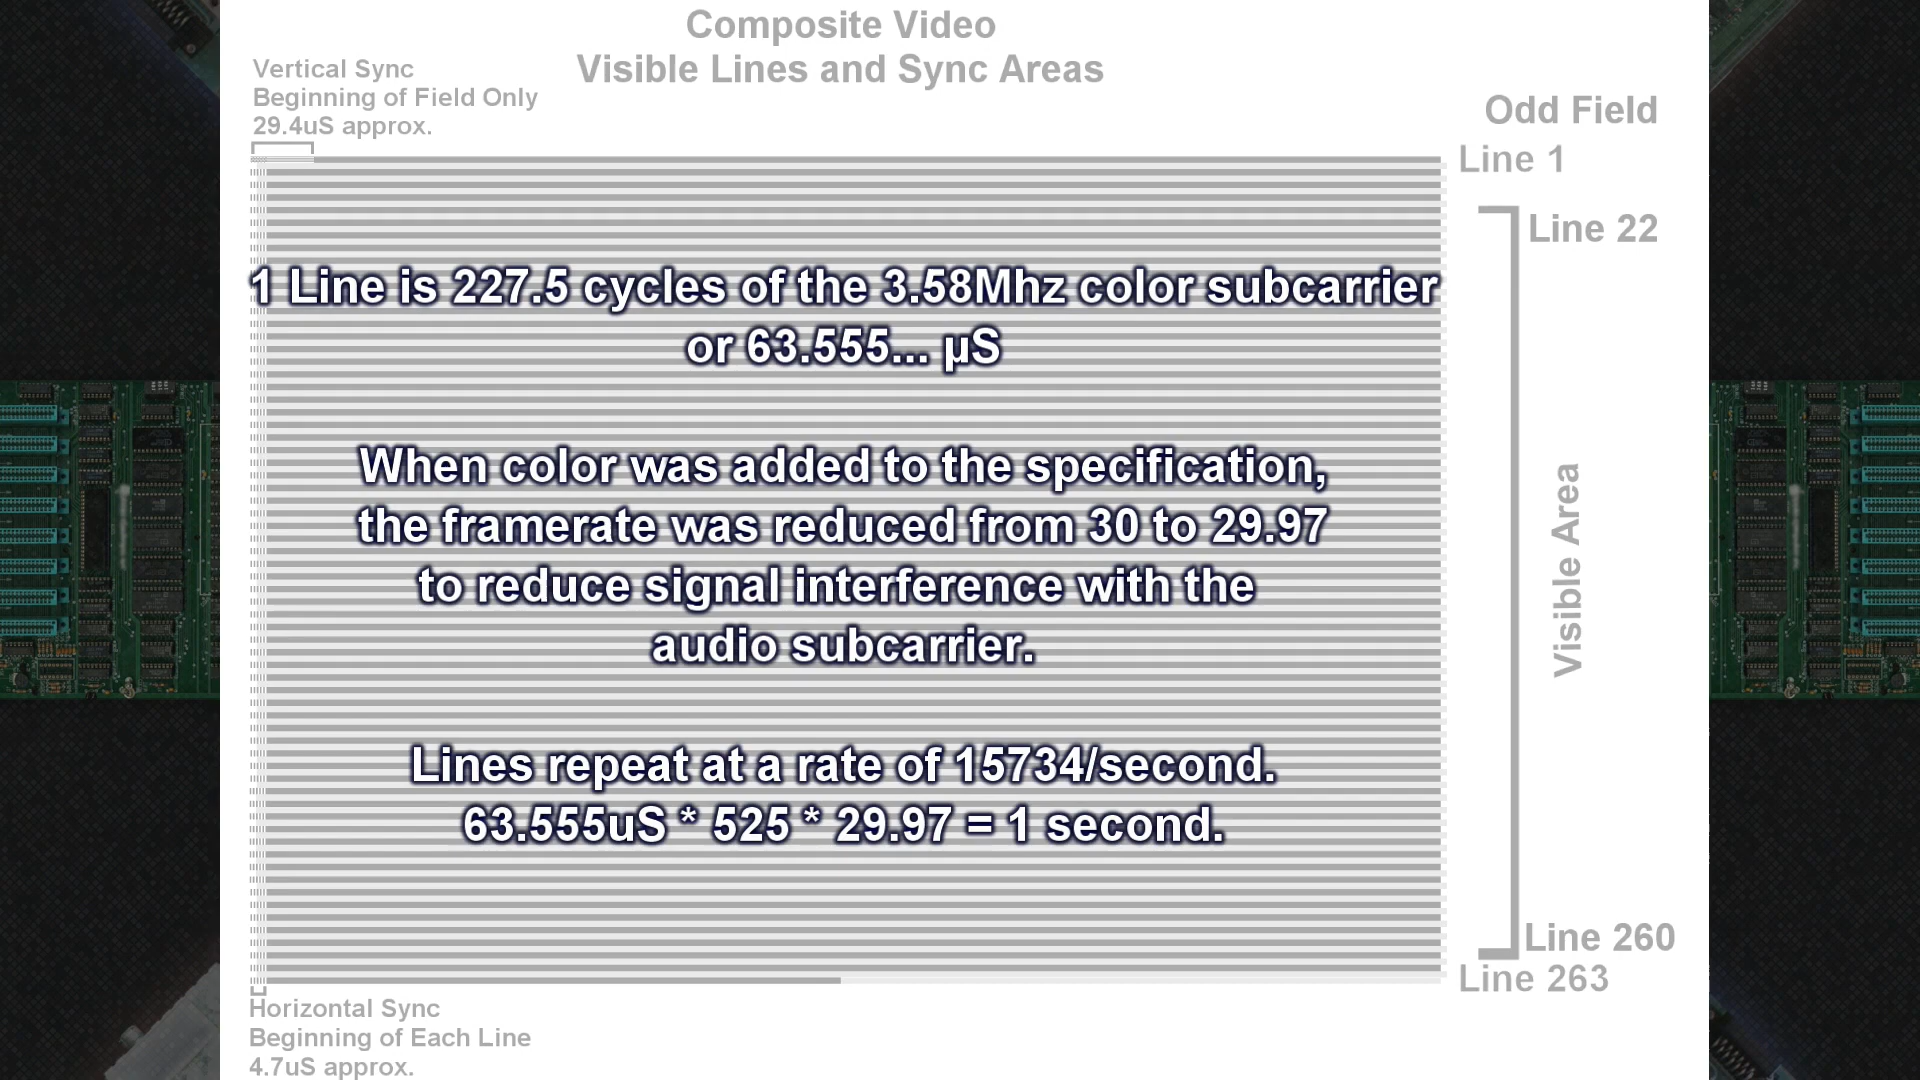 Composite Video
Visible Lines and Sync Areas
Vertical Sync
Beginning of Field Only
29.4uS approx.
Odd Field
Line 1
Line 22
1 Line is 227.5 cycles of the 3.58Mhz color subcarrier
or 63.555... µS
When color was added to the specification,
the framerate was reduced from 30 to 29.97
to reduce signal interference with the
audio subcarrier.
Visible Area
Lines repeat at a rate of 15734/second.
63.555uS * 525 * 29.97 = 1 second.
Line 260
Line 263
Horizontal Sync
Beginning of Each Line
4.7uS approx.